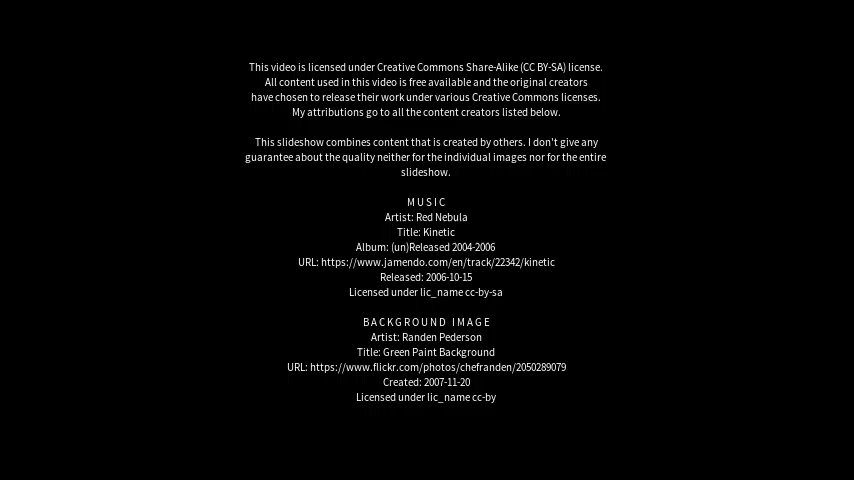 This video is licensed under Creative Commons Share-Alike (CC BY-SA) license.
All content used in this video is free available and the original creators
have chosen to release their work under various Creative Commons licenses.
My attributions go to all the content creators listed below.
This slideshow combines content that is created by others. I don't give any
guarantee about the quality neither for the individual images nor for the entire
slideshow.
M U S I C
Artist: Red Nebula
Title: Kinetic
Album: (un)Released 2004-2006
URL: https://www.jamendo.com/en/track/22342/kinetic
Released: 2006-10-15
Licensed under lic_name cc-by-sa
B A C K G R O U N D   I M A G E
Artist: Randen Pederson
Title: Green Paint Background
URL: https://www.flickr.com/photos/chefranden/2050289079
Created: 2007-11-20
Licensed under lic_name cc-by